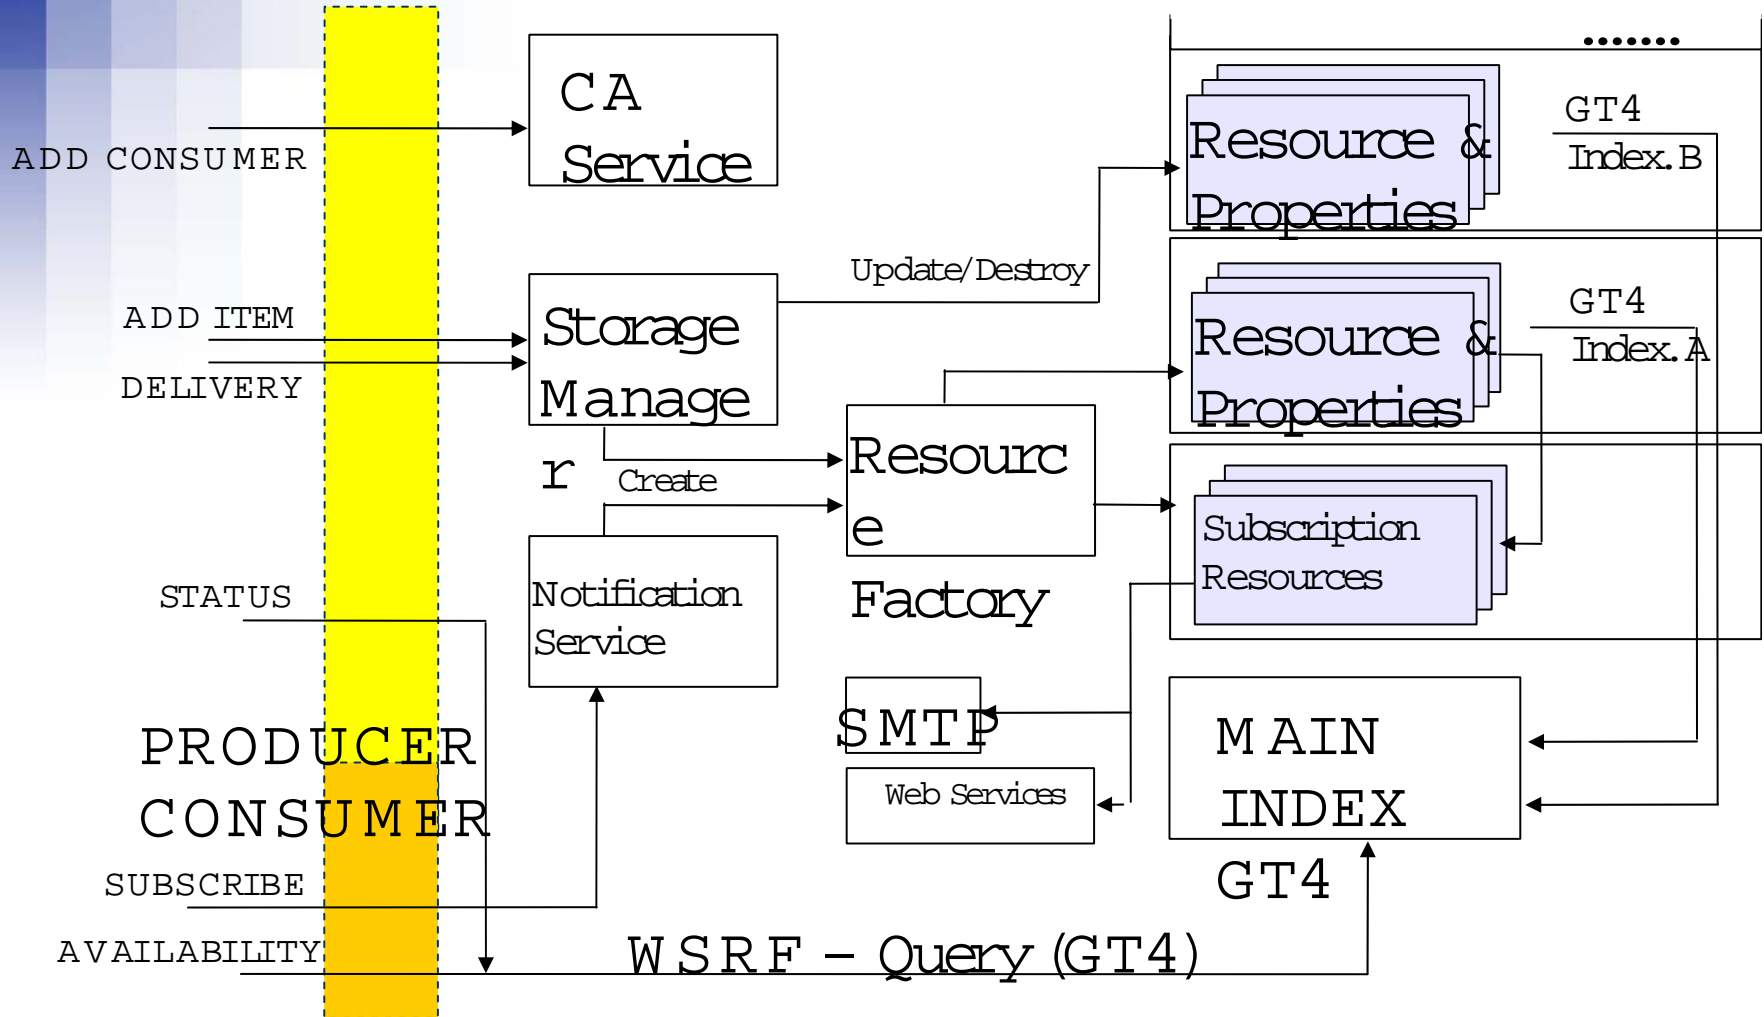 .......
CA
Service
ADD CONSUMER
GT4
Index.B
Resource &
Properties
Update/Destroy
ADD ITEM
DELIVERY
Storage
Manage
r
GT4
Index.A
Resource &
Properties
Create
Resourc
e
Factory
Subscription
Resources
STATUS
Notification
Service
PRODUCER
CONSUMER
SMTP
Web Services
MAIN
INDEX
GT4
SUBSCRIBE
AVAILABILITY
WSRF – Query (GT4)